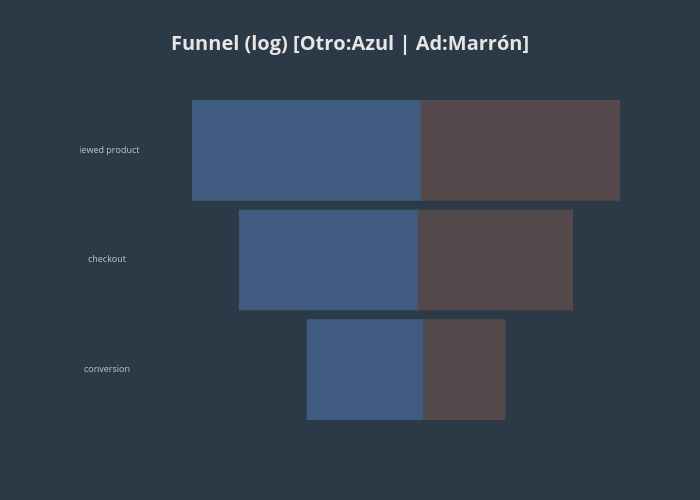 Funnel (log) [Otro:Azul | Ad:Marrón]
iewed product
checkout
conversion